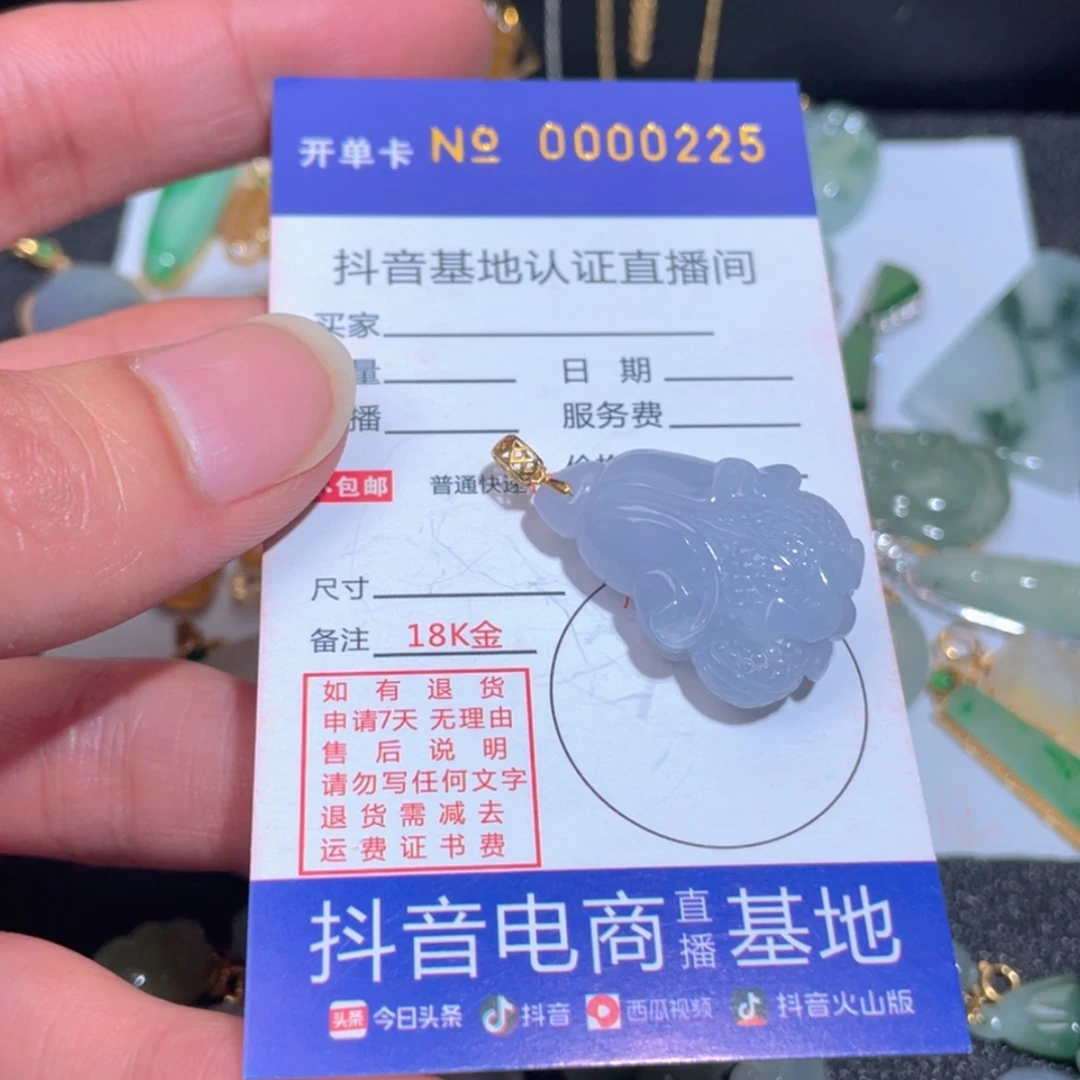 开单卡 № 0000225
抖音基地认证直播间
买家
量 日期
播 服务费
包邮 普通快速
尺寸
备注 18K金
如有退货
申请7天无理由
售后说明
请勿写任何文字
退货需减去
运费证书费
抖音电商直播基地
头条 今日头条 抖音 西瓜视频 抖音火山版